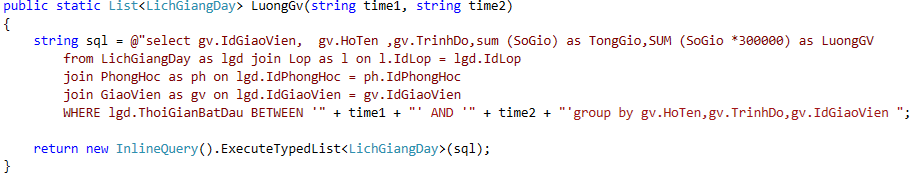 public static List<LichGiangDay> LuongGv(string time1, string time2)
{
string sql = @"select gv.IdGiaoVien,  gv.HoTen ,gv.TrinhDo,sum (SoGio) as TongGio,SUM (SoGio *300000) as LuongGV
from LichGiangDay as lgd join Lop as l on l.IdLop = lgd.IdLop
join PhongHoc as ph on lgd.IdPhongHoc = ph.IdPhongHoc
join GiaoVien as gv on lgd.IdGiaoVien = gv.IdGiaoVien
WHERE lgd.ThoiGianBatDau BETWEEN '" + time1 + "' AND '" + time2 + "'group by gv.HoTen,gv.TrinhDo,gv.IdGiaoVien ";
return new InlineQuery().ExecuteTypedList<LichGiangDay>(sql);
}